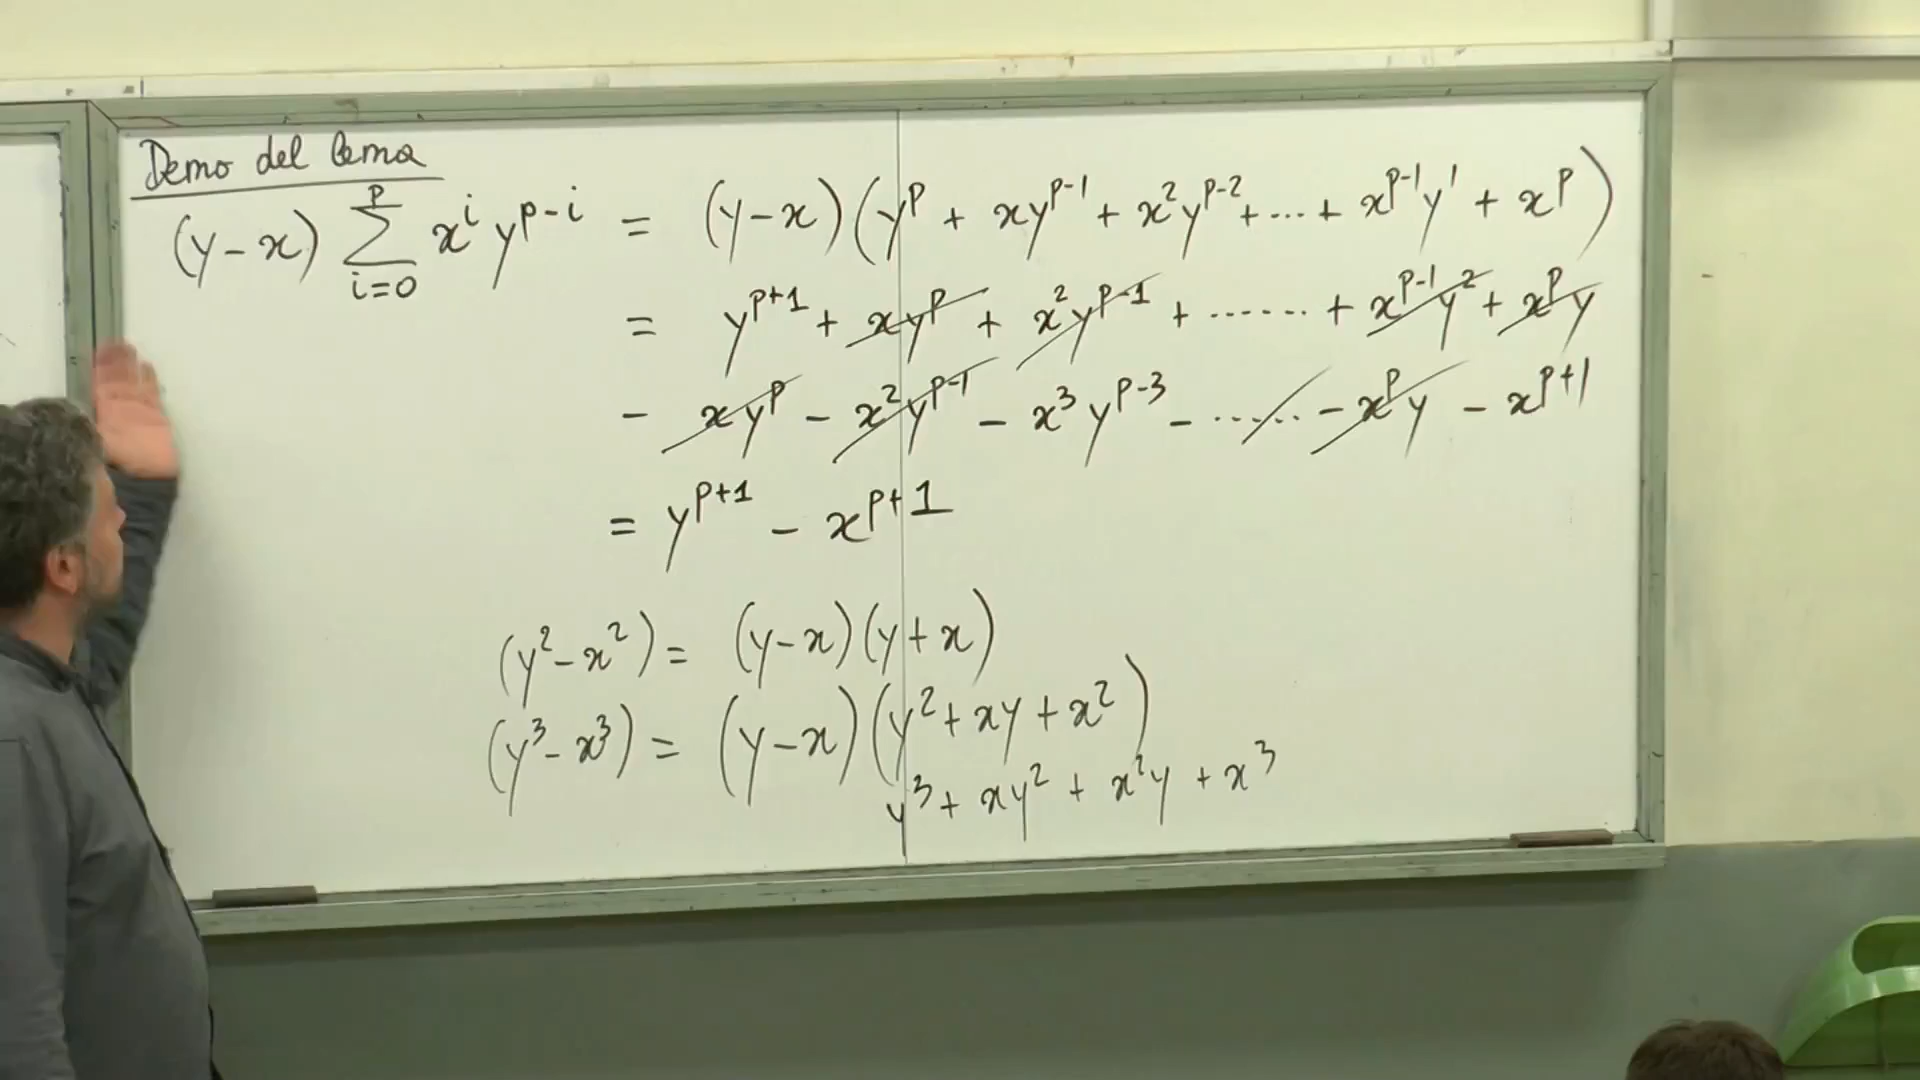 Demo del lema
(y-x) \sum_{i=0}^{p} x^i y^{p-i} = (y-x)(y^p + xy^{p-1} + x^2y^{p-2} + ... + x^{p-1}y^1 + x^p)
= y^{p+1} + xy^p + x^2y^{p-1} + ....... + x^{p-1}y^2 + x^py
- xy^p - x^2y^{p-1} - x^3y^{p-3} - ...... - x^py - x^{p+1}
= y^{p+1} - x^{p+1}
(y^2-x^2) = (y-x)(y+x)
(y^3-x^3) = (y-x)(y^2+xy+x^2)
y^3 + xy^2 + x^2y + x^3